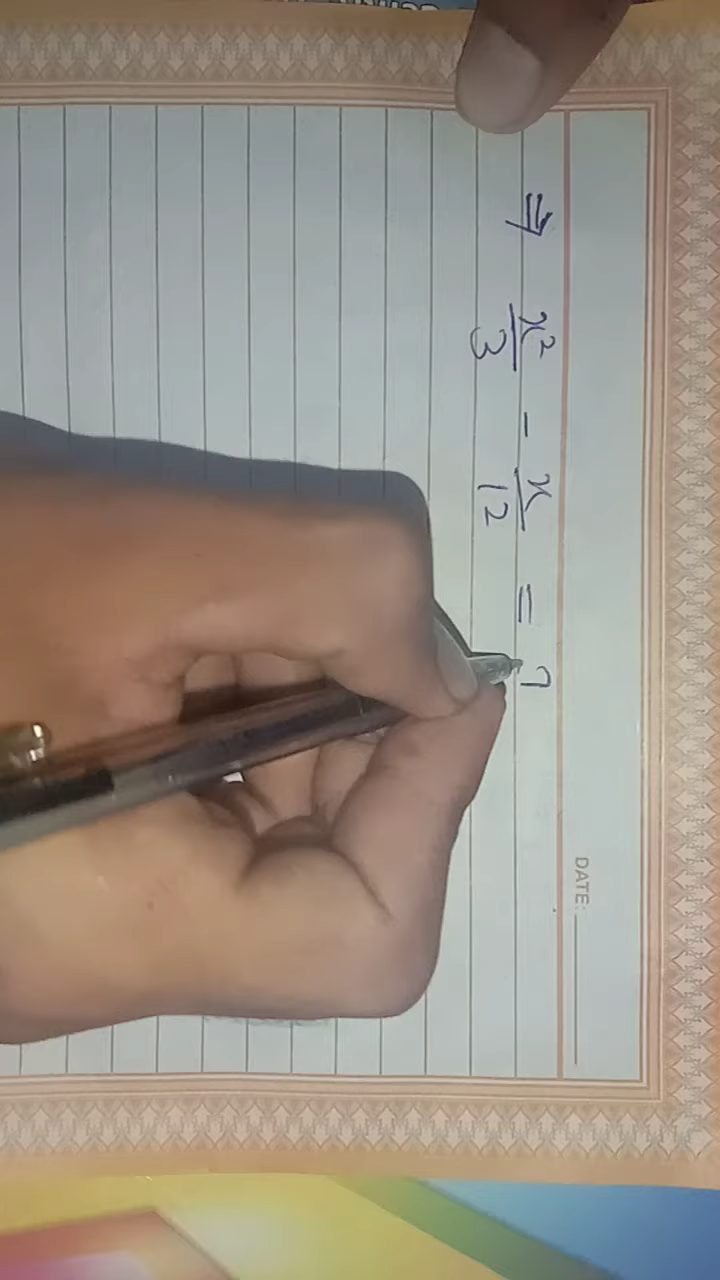 DATE:
⇒ x²/3 - x/12 = 7